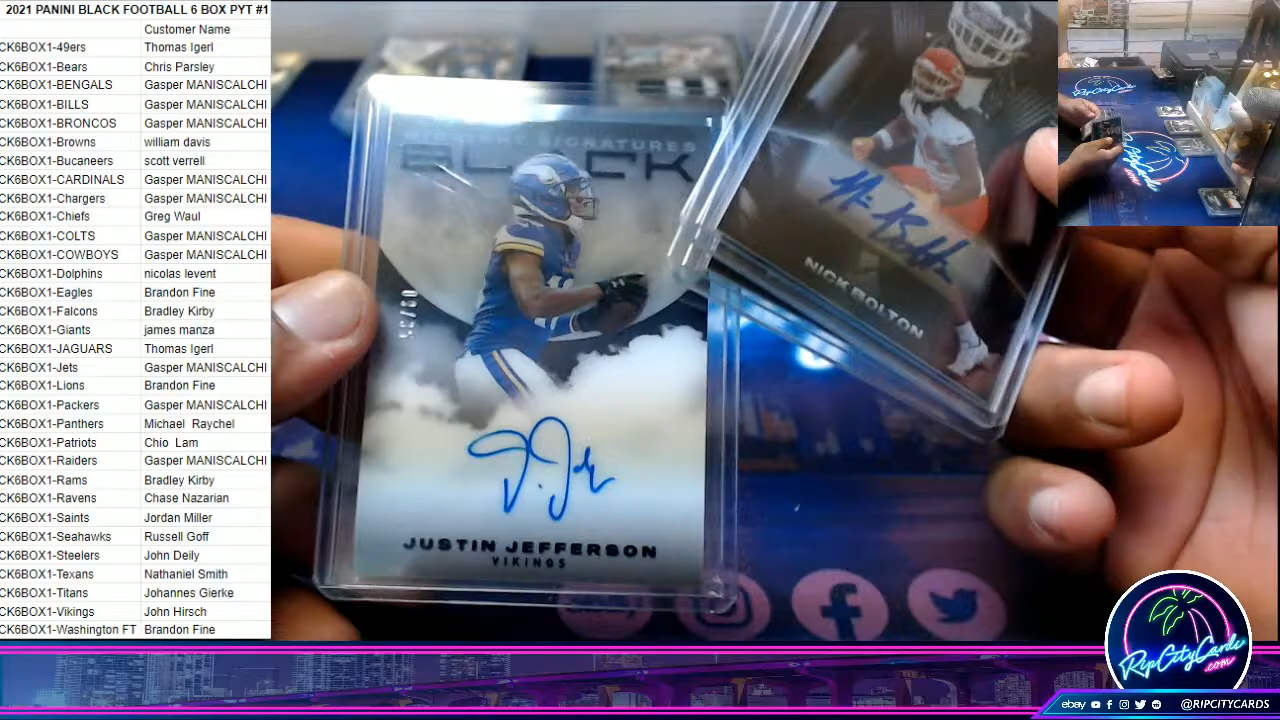 2021 PANINI BLACK FOOTBALL 6 BOX PYT #1
Customer Name
CK6BOX1-49ers Thomas Igerl
CK6BOX1-Bears Chris Parsley
CK6BOX1-BENGALS Gasper MANISCALCHI
CK6BOX1-BILLS Gasper MANISCALCHI
CK6BOX1-BRONCOS Gasper MANISCALCHI
CK6BOX1-Browns william davis
CK6BOX1-Bucaneers scott verrell
CK6BOX1-CARDINALS Gasper MANISCALCHI
CK6BOX1-Chargers Gasper MANISCALCHI
CK6BOX1-Chiefs Greg Waul
CK6BOX1-COLTS Gasper MANISCALCHI
CK6BOX1-COWBOYS Gasper MANISCALCHI
CK6BOX1-Dolphins nicolas levent
CK6BOX1-Eagles Brandon Fine
CK6BOX1-Falcons Bradley Kirby
CK6BOX1-Giants james manza
CK6BOX1-JAGUARS Thomas Igerl
CK6BOX1-Jets Gasper MANISCALCHI
CK6BOX1-Lions Brandon Fine
CK6BOX1-Packers Gasper MANISCALCHI
CK6BOX1-Panthers Michael Raychel
CK6BOX1-Patriots Chio Lam
CK6BOX1-Raiders Gasper MANISCALCHI
CK6BOX1-Rams Bradley Kirby
CK6BOX1-Ravens Chase Nazarian
CK6BOX1-Saints Jordan Miller
CK6BOX1-Seahawks Russell Goff
CK6BOX1-Steelers John Deily
CK6BOX1-Texans Nathaniel Smith
CK6BOX1-Titans Johannes Gierke
CK6BOX1-Vikings John Hirsch
CK6BOX1-Washington FT Brandon Fine
SIGNATURES
BLACK
JUSTIN JEFFERSON
VIKINGS
NICK BOLTON
RipCityCards
.com
ebay @RIPCITYCARDS